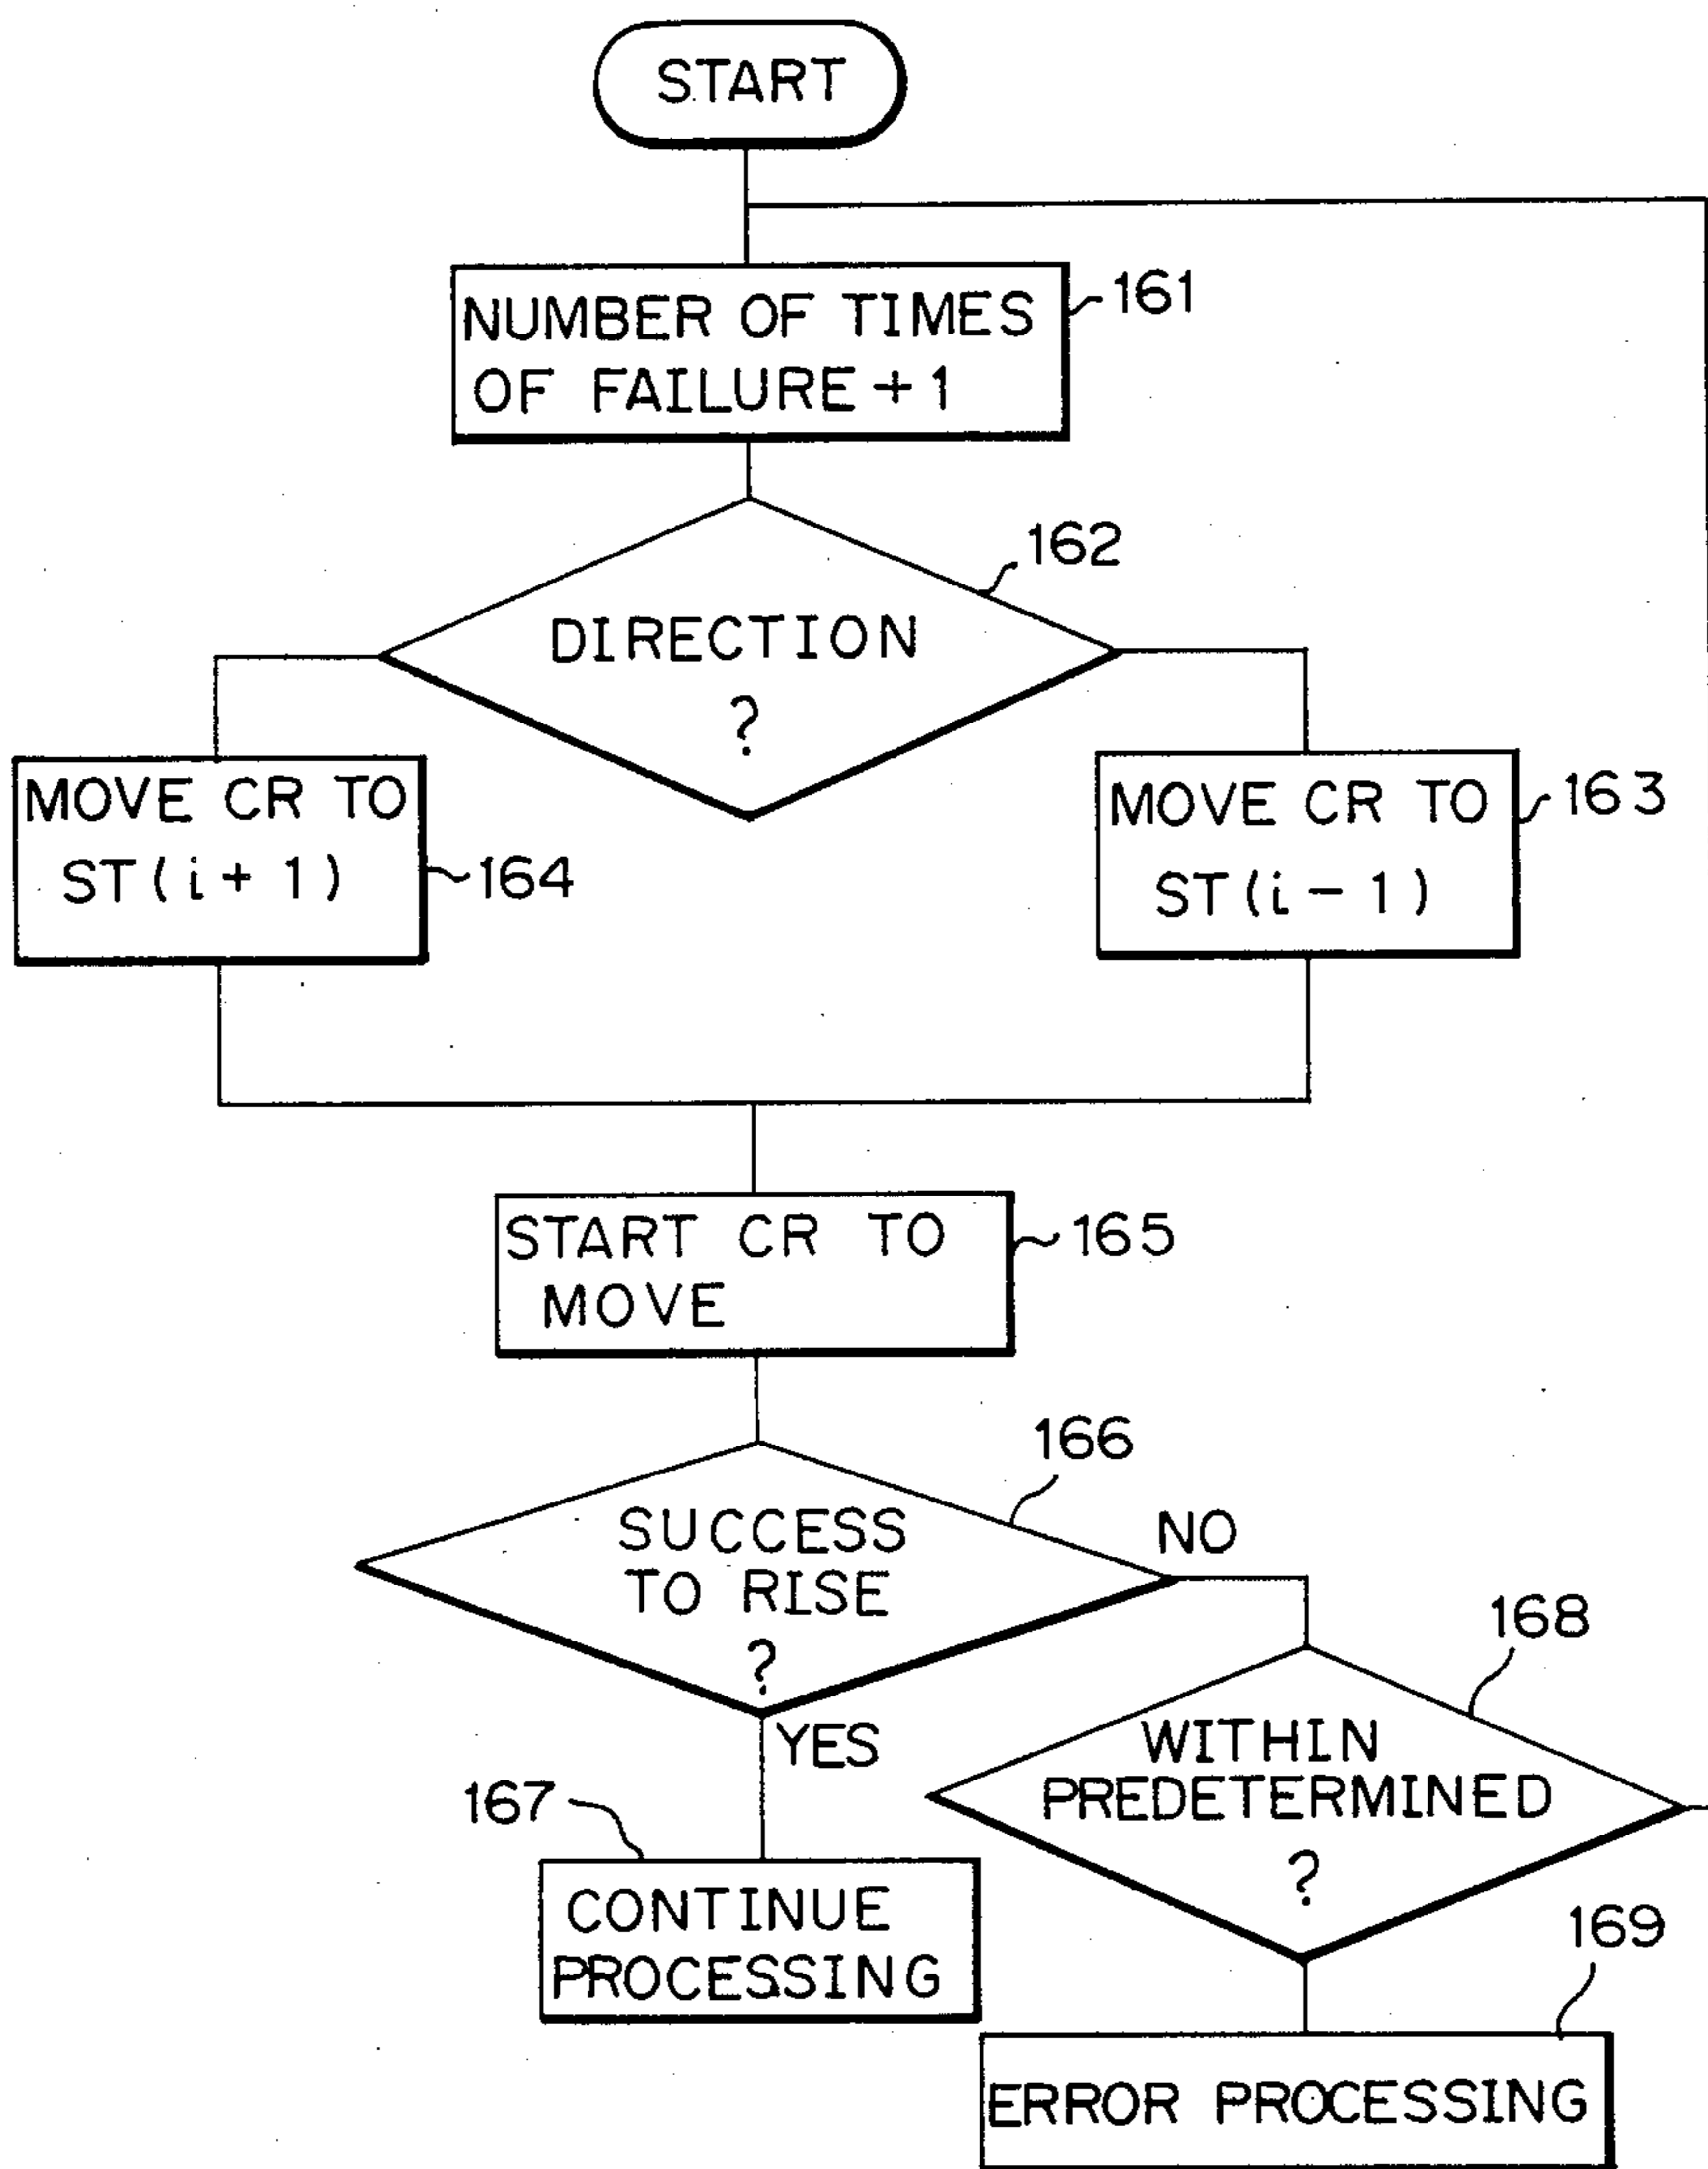 START
NUMBER OF TIMES
OF FAILURE + 1
161
162
DIRECTION
?
MOVE CR TO
ST(i + 1)
164
MOVE CR TO
ST(i - 1)
163
START CR TO
MOVE
165
166
SUCCESS
TO RISE
?
NO
YES
168
WITHIN
PREDETERMINED
?
167
CONTINUE
PROCESSING
169
ERROR PROCESSING